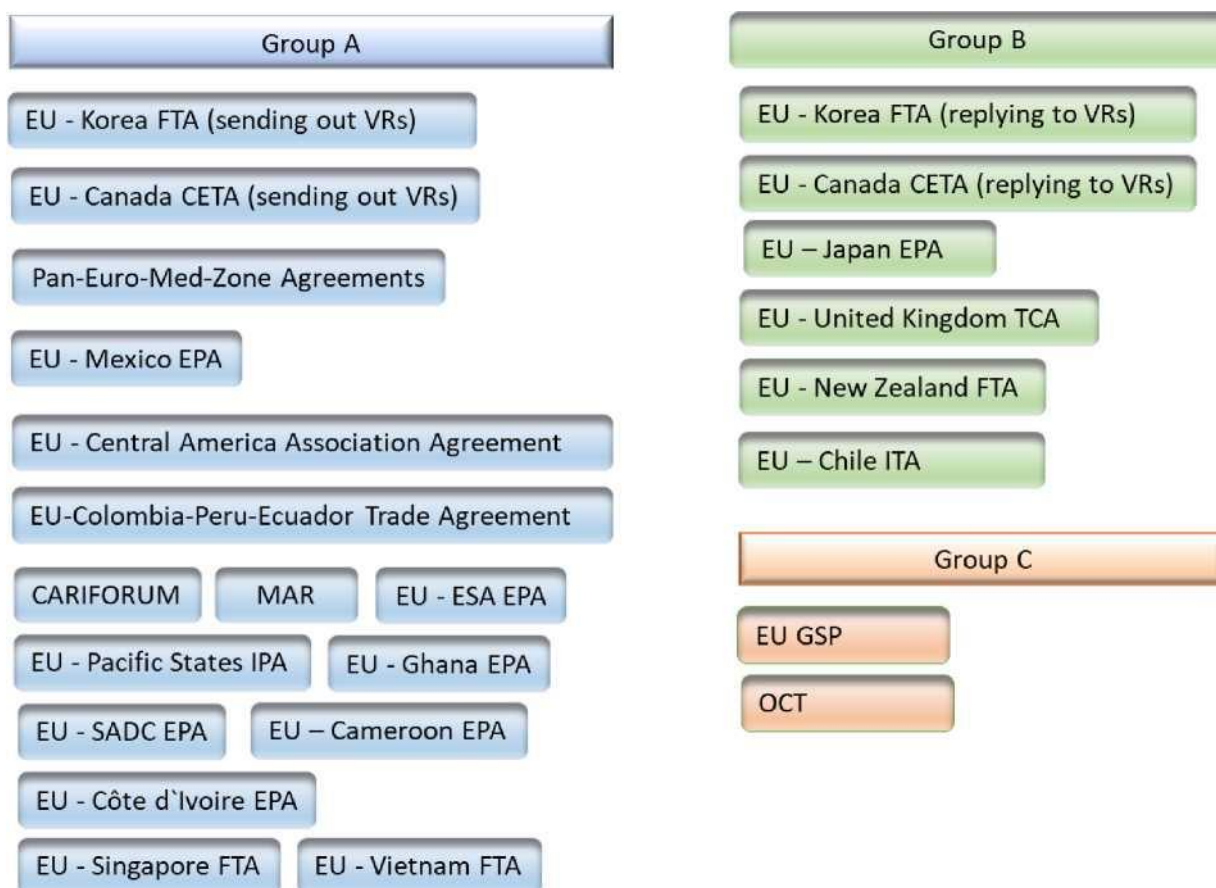 Group A
EU - Korea FTA (sending out VRs)
EU - Canada CETA (sending out VRs)
Pan-Euro-Med-Zone Agreements
EU - Mexico EPA
EU - Central America Association Agreement
EU-Colombia-Peru-Ecuador Trade Agreement
CARIFORUM
MAR
EU - ESA EPA
EU - Pacific States IPA
EU - Ghana EPA
EU - SADC EPA
EU – Cameroon EPA
EU - Côte d`Ivoire EPA
EU - Singapore FTA
EU - Vietnam FTA
Group B
EU - Korea FTA (replying to VRs)
EU - Canada CETA (replying to VRs)
EU – Japan EPA
EU - United Kingdom TCA
EU - New Zealand FTA
EU – Chile ITA
Group C
EU GSP
OCT